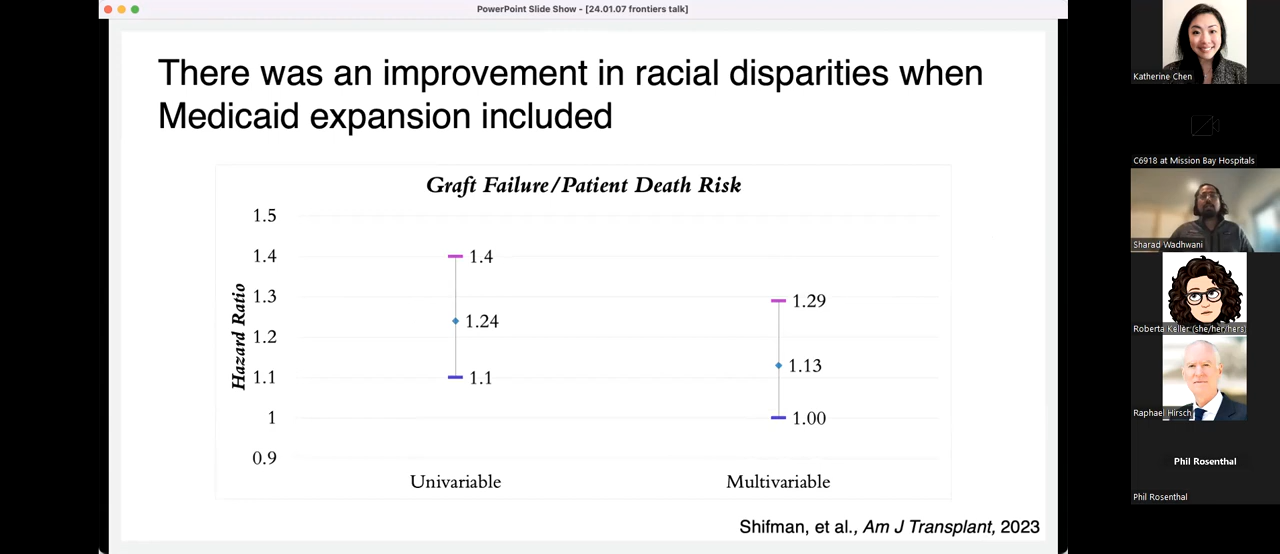 PowerPoint Slide Show - [24.01.07 frontiers talk]
There was an improvement in racial disparities when
Medicaid expansion included
Graft Failure/Patient Death Risk
Hazard Ratio
1.5
1.4
1.3
1.2
1.1
1
0.9
1.4
1.24
1.1
1.29
1.13
1.00
Univariable
Multivariable
Shifman, et al., Am J Transplant, 2023
Katherine Chen
C6918 at Mission Bay Hospitals
Sharad Wadhwani
Roberta Keller (she/her/hers)
Raphael Hirsch
Phil Rosenthal
Phil Rosenthal